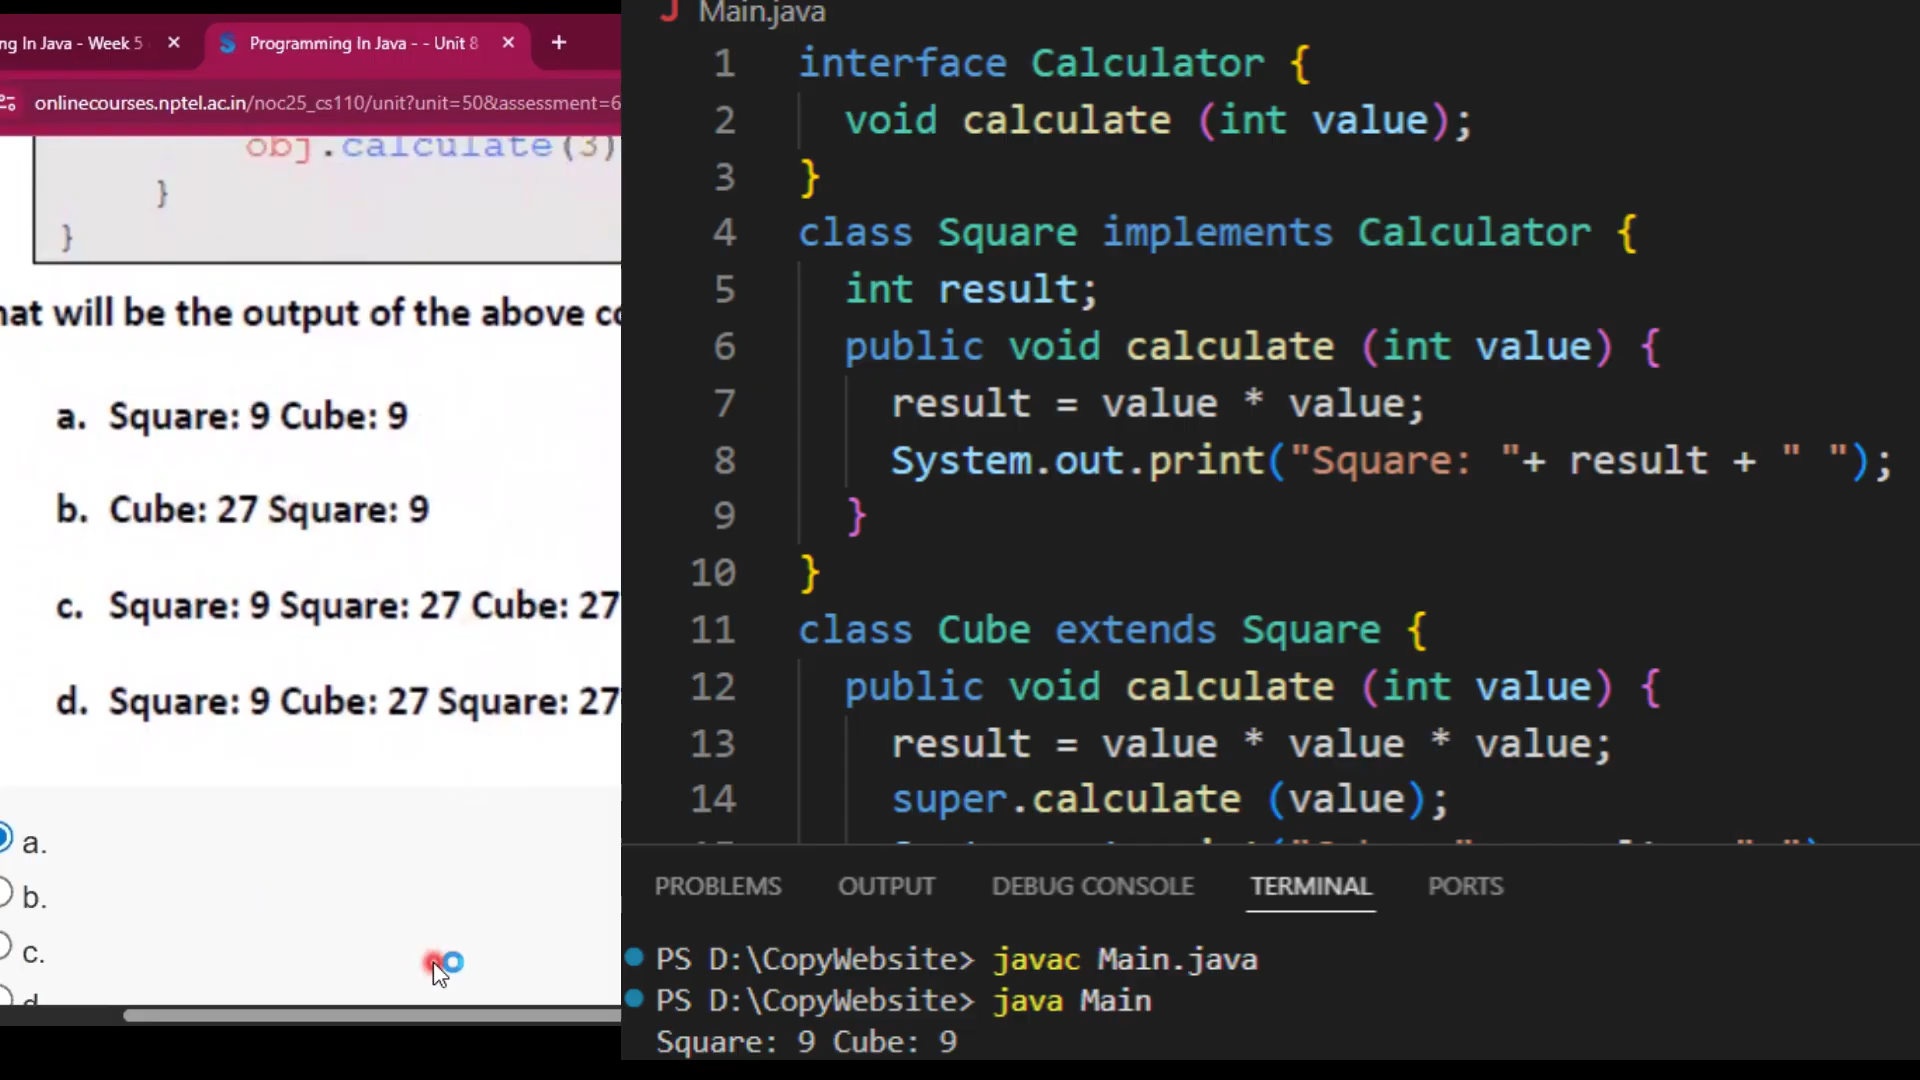 ng In Java - Week 5
Programming In Java - - Unit 8
onlinecourses.nptel.ac.in/noc25_cs110/unit?unit=50&assessment=6
obj.calculate(3)
}
}
hat will be the output of the above co
a. Square: 9 Cube: 9
b. Cube: 27 Square: 9
c. Square: 9 Square: 27 Cube: 27
d. Square: 9 Cube: 27 Square: 27
a.
b.
c.
d
J Main.java
1 interface Calculator {
2 void calculate (int value);
3 }
4 class Square implements Calculator {
5 int result;
6 public void calculate (int value) {
7 result = value * value;
8 System.out.print("Square: "+ result + " ");
9 }
10 }
11 class Cube extends Square {
12 public void calculate (int value) {
13 result = value * value * value;
14 super.calculate (value);
PROBLEMS OUTPUT DEBUG CONSOLE TERMINAL PORTS
PS D:\CopyWebsite> javac Main.java
PS D:\CopyWebsite> java Main
Square: 9 Cube: 9